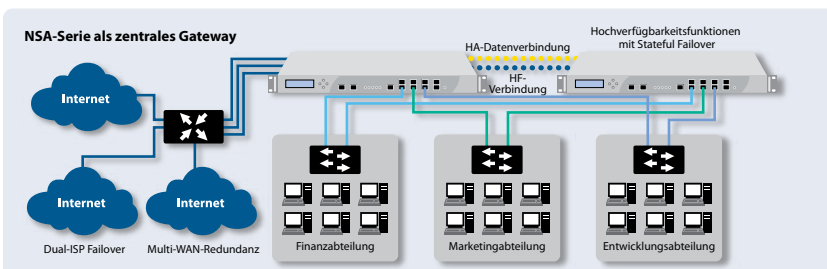 NSA-Serie als zentrales Gateway
Hochverfügbarkeitsfunktionen
mit Stateful Failover
HA-Datenverbindung
HF-
Verbindung
Internet
Internet
Internet
Dual-ISP Failover
Multi-WAN-Redundanz
Finanzabteilung
Marketingabteilung
Entwicklungsabteilung